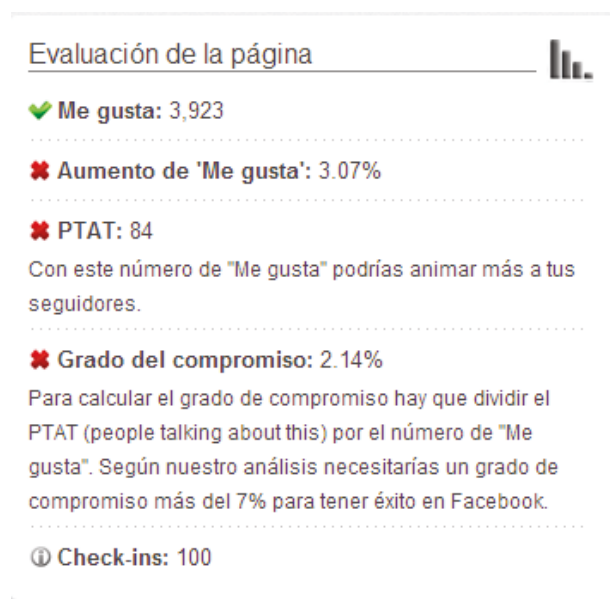 Evaluación de la página
Me gusta: 3,923
Aumento de 'Me gusta': 3.07%
PTAT: 84
Con este número de "Me gusta" podrías animar más a tus
seguidores.
Grado del compromiso: 2.14%
Para calcular el grado de compromiso hay que dividir el
PTAT (people talking about this) por el número de "Me
gusta". Según nuestro análisis necesitarías un grado de
compromiso más del 7% para tener éxito en Facebook.
Check-ins: 100